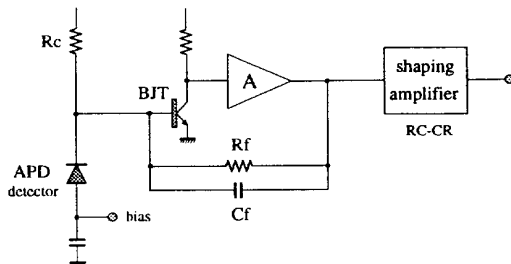 Rc
BJT
A
shaping
amplifier
RC-CR
APD
detector
Rf
bias
Cf